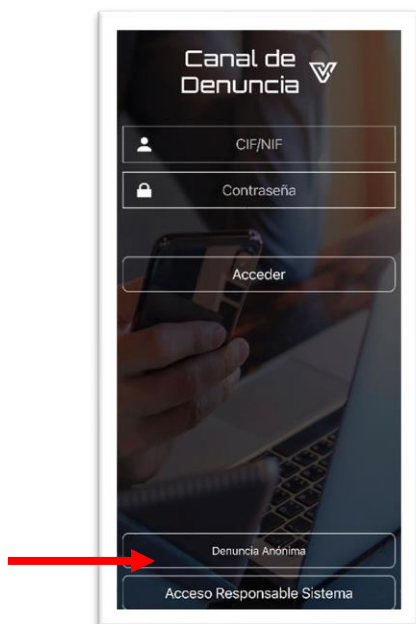 Canal de
Denuncia
CIF/NIF
Contraseña
Acceder
Denuncia Anónima
Acceso Responsable Sistema